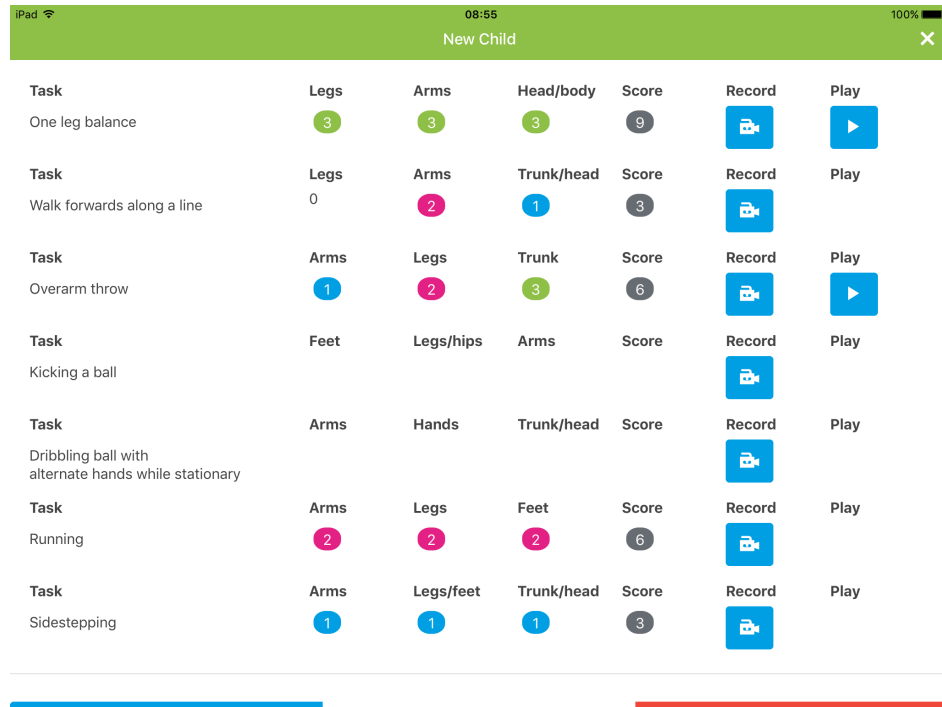 iPad 08:55 100%
New Child
Task Legs Arms Head/body Score Record Play
One leg balance 3 3 3 9
Task Legs Arms Trunk/head Score Record Play
Walk forwards along a line 0 2 1 3
Task Arms Legs Trunk Score Record Play
Overarm throw 1 2 3 6
Task Feet Legs/hips Arms Score Record Play
Kicking a ball
Task Arms Hands Trunk/head Score Record Play
Dribbling ball with
alternate hands while stationary
Task Arms Legs Feet Score Record Play
Running 2 2 2 6
Task Arms Legs/feet Trunk/head Score Record Play
Sidestepping 1 1 1 3